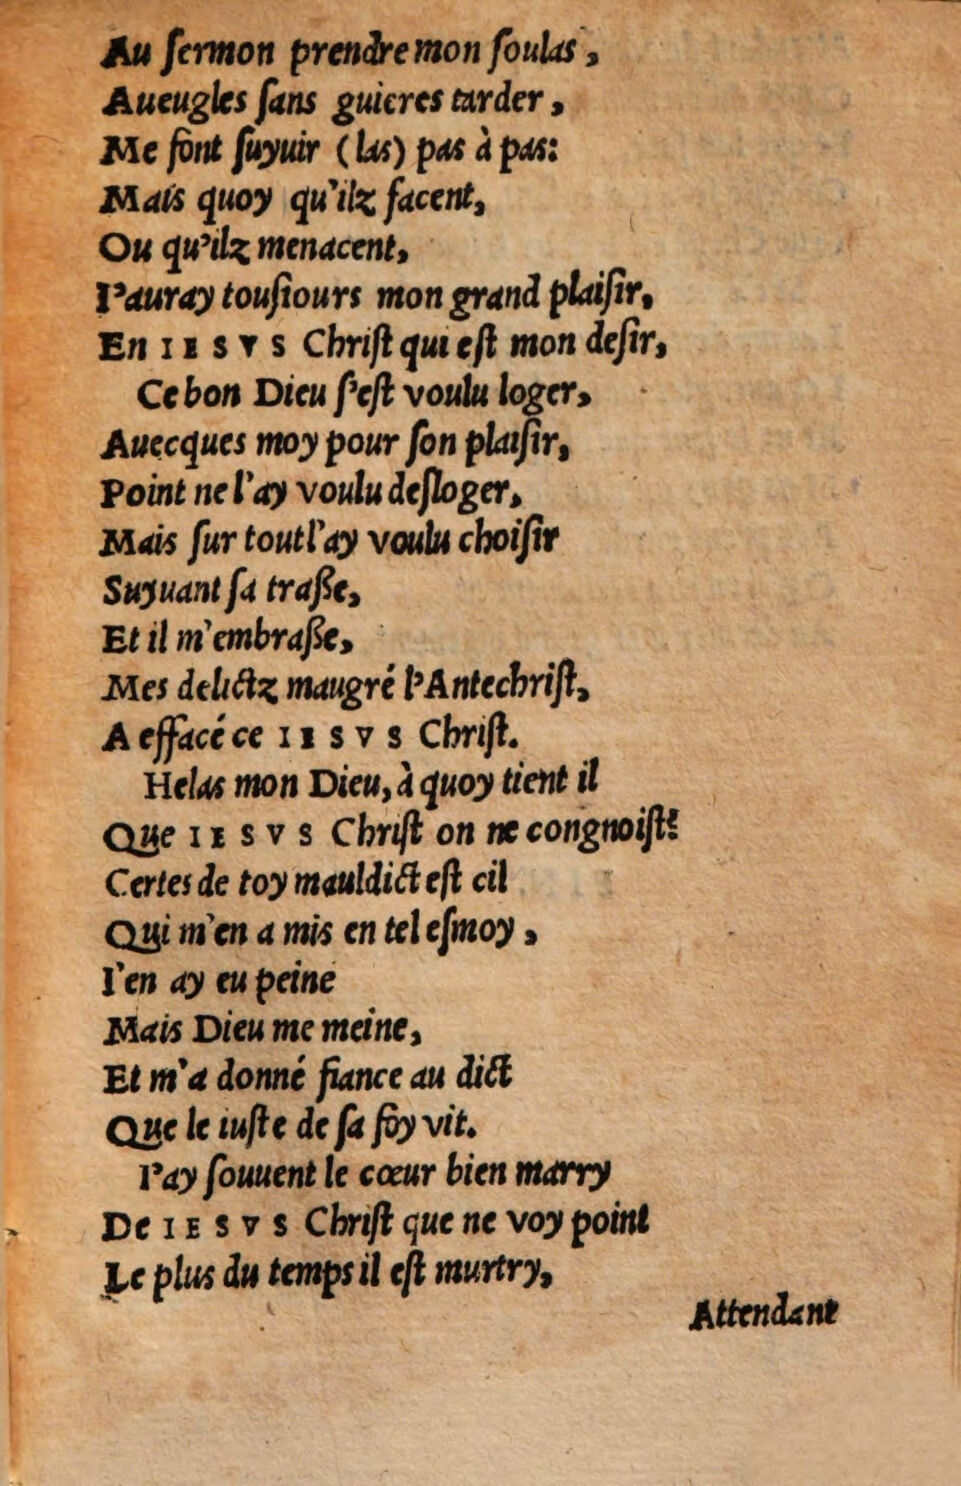 Au ſermon prendre mon ſoulas ,
Aueugles ſans guieres tarder ,
Me font ſuyuir (las) pas à pas:
Mais quoy qu'ilz facent,
Ou qu'ilz menacent,
I'auray touſiours mon grand plaiſir,
En IESVS Chriſt qui eſt mon deſir,
Ce bon Dieu ſ'eſt voulu loger,
Auecques moy pour ſon plaiſir,
Point ne l'ay voulu deſloger,
Mais ſur tout l'ay voulu choiſir
Suyuant ſa traſſe,
Et il m'embraſſe,
Mes delictz maugré l'Antechriſt,
A effacé ce IESVS Chriſt.
Helas mon Dieu, à quoy tient il
Que IESVS Chriſt on ne congnoiſt?
Certes de toy mauldict eſt cil
Qui m'en a mis en tel eſmoy ,
I'en ay eu peine
Mais Dieu me meine,
Et m'a donné fiance au dict
Que le iuſte de ſa foy vit.
I'ay ſouuent le cœur bien marry
De IESVS Chriſt que ne voy point
Le plus du temps il eſt murtry,
Attendant